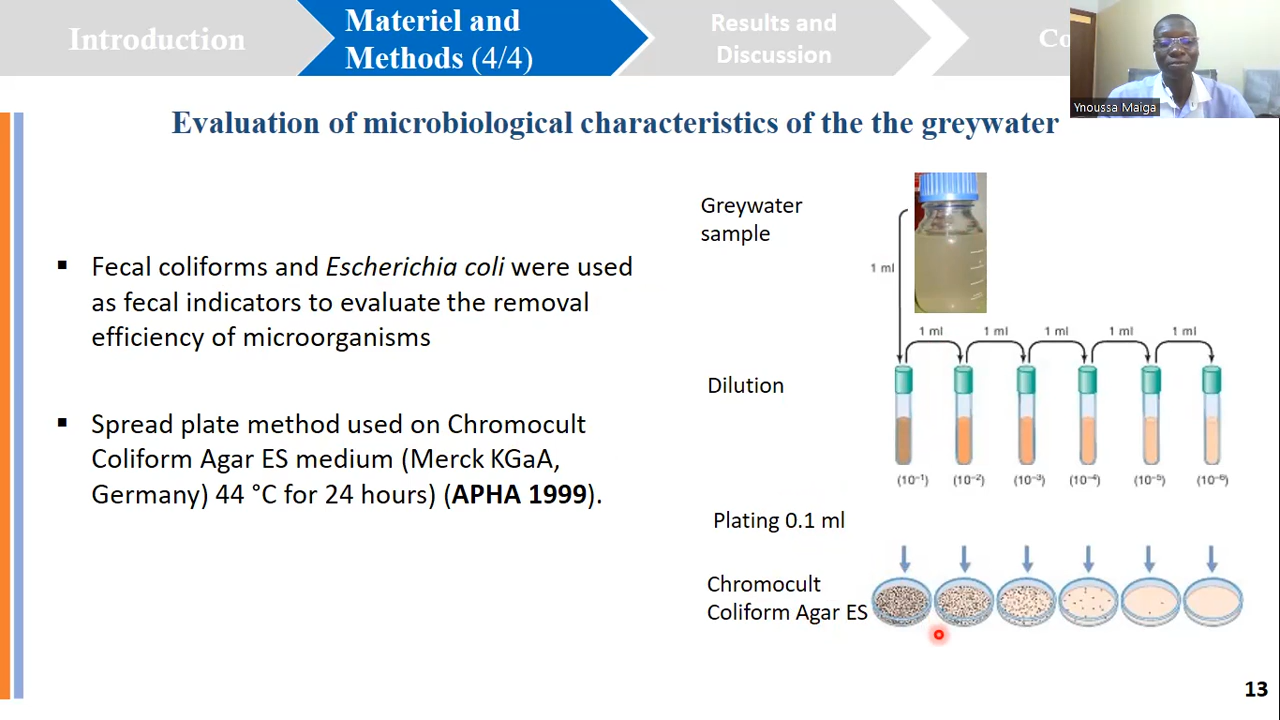 Introduction
Materiel and
Methods (4/4)
Results and
Discussion
Co
Ynoussa Maiga
Evaluation of microbiological characteristics of the the greywater
▪ Fecal coliforms and Escherichia coli were used
as fecal indicators to evaluate the removal
efficiency of microorganisms
▪ Spread plate method used on Chromocult
Coliform Agar ES medium (Merck KGaA,
Germany) 44 °C for 24 hours) (APHA 1999).
Greywater
sample
1 ml
1 ml 1 ml 1 ml 1 ml 1 ml
Dilution
(10⁻¹) (10⁻²) (10⁻³) (10⁻⁴) (10⁻⁵) (10⁻⁶)
Plating 0.1 ml
Chromocult
Coliform Agar ES
13